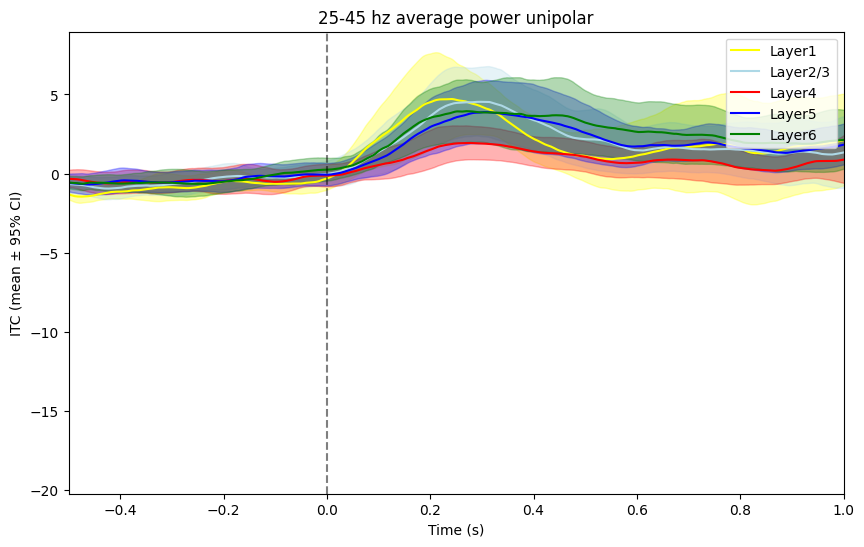 25-45 hz average power unipolar
Layer1
Layer2/3
Layer4
Layer5
Layer6
ITC (mean ± 95% CI)
5
0
−5
−10
−15
−20
−0.4 −0.2 0.0 0.2 0.4 0.6 0.8 1.0
Time (s)